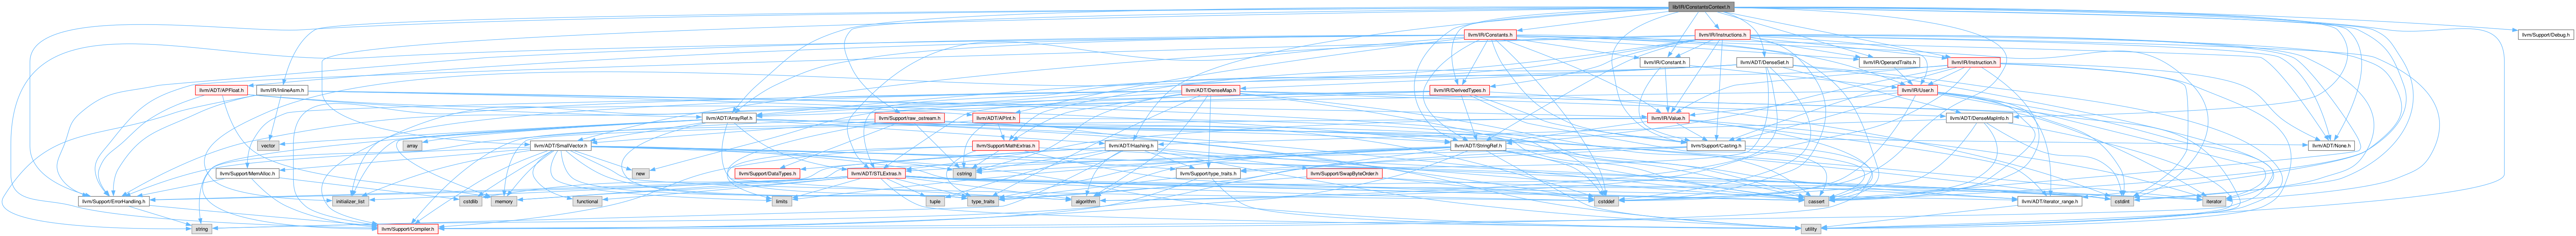 lib/IR/ConstantsContext.h
llvm/IR/Constants.h
llvm/IR/Instructions.h
llvm/Support/Debug.h
llvm/IR/Constant.h
llvm/ADT/DenseSet.h
llvm/IR/OperandTraits.h
llvm/IR/Instruction.h
llvm/ADT/APFloat.h
llvm/IR/InlineAsm.h
llvm/ADT/DenseMap.h
llvm/IR/DerivedTypes.h
llvm/IR/User.h
llvm/ADT/ArrayRef.h
llvm/Support/raw_ostream.h
llvm/ADT/APInt.h
llvm/IR/Value.h
llvm/ADT/DenseMapInfo.h
vector
array
llvm/ADT/SmallVector.h
llvm/Support/MathExtras.h
llvm/ADT/Hashing.h
llvm/ADT/StringRef.h
llvm/Support/Casting.h
llvm/ADT/None.h
llvm/Support/MemAlloc.h
new
llvm/Support/DataTypes.h
llvm/ADT/STLExtras.h
cstring
llvm/Support/type_traits.h
llvm/Support/SwapByteOrder.h
llvm/Support/ErrorHandling.h
initializer_list
cstdlib
memory
functional
limits
tuple
type_traits
algorithm
cstddef
cassert
llvm/ADT/iterator_range.h
cstdint
iterator
string
llvm/Support/Compiler.h
utility